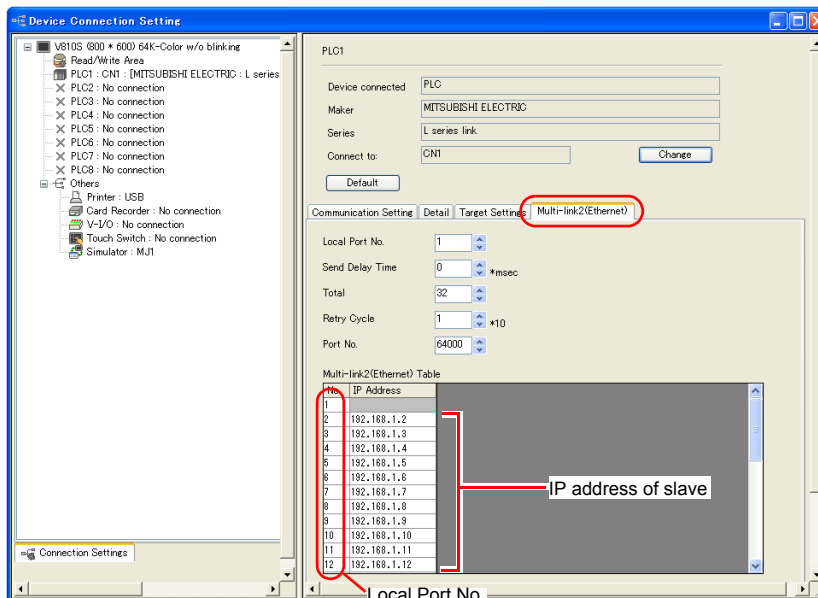 Device Connection Setting
V810S (800 * 600) 64K-Color w/o blinking
Read/Write Area
PLC1 : CN1 : [MITSUBISHI ELECTRIC : L series
PLC2 : No connection
PLC3 : No connection
PLC4 : No connection
PLC5 : No connection
PLC6 : No connection
PLC7 : No connection
PLC8 : No connection
Others
Printer : USB
Card Recorder : No connection
V-I/O : No connection
Touch Switch : No connection
Simulator : MJ1
Connection Settings
PLC1
Device connected PLC
Maker MITSUBISHI ELECTRIC
Series L series link
Connect to: CN1 Change
Default
Communication Setting Detail Target Settings Multi-link2(Ethernet)
Local Port No. 1
Send Delay Time 0 *msec
Total 32
Retry Cycle 1 *10
Port No. 64000
Multi-link2(Ethernet) Table
No. IP Address
1
2 192.168.1.2
3 192.168.1.3
4 192.168.1.4
5 192.168.1.5
6 192.168.1.6
7 192.168.1.7
8 192.168.1.8
9 192.168.1.9
10 192.168.1.10
11 192.168.1.11
12 192.168.1.12
IP address of slave
Local Port No.